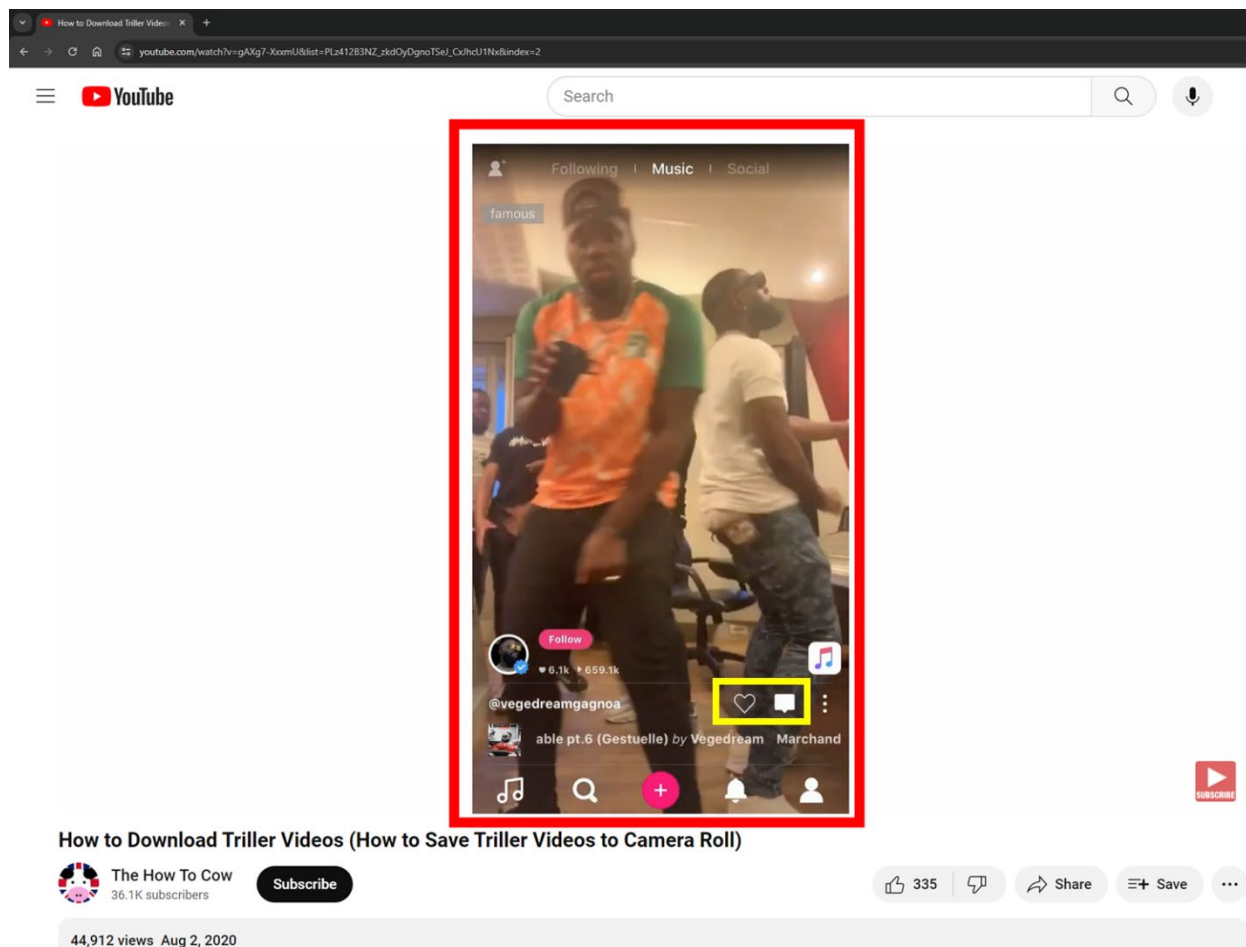 How to Download Triller Video
youtube.com/watch?v=gAXg7-XxxmU&list=PLz41283NZ_zkdOyDgnoTSeJ_CxJhcU1Nx&index=2
YouTube
Search
Following Music Social
famous
Follow
6.1k 659.1k
@vegedreamgagnoa
able pt.6 (Gestuelle) by Vegedream Marchand
SUBSCRIBE
How to Download Triller Videos (How to Save Triller Videos to Camera Roll)
The How To Cow
36.1K subscribers
Subscribe
335
Share
Save
44,912 views Aug 2, 2020